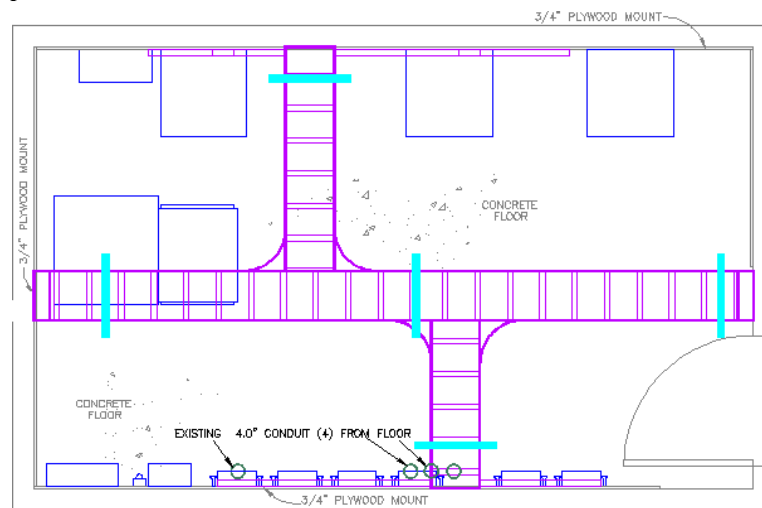 3/4" PLYWOOD MOUNT
3/4" PLYWOOD MOUNT
CONCRETE
FLOOR
CONCRETE
FLOOR
EXISTING 4.0" CONDUIT (4) FROM FLOOR
3/4" PLYWOOD MOUNT